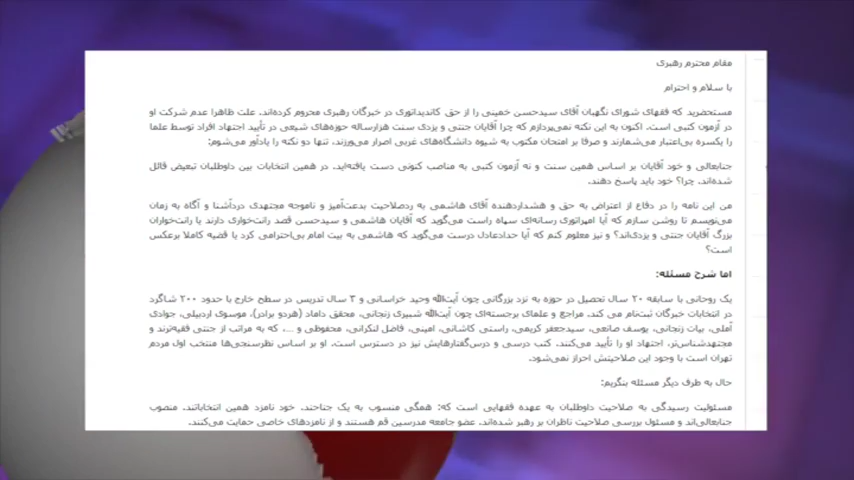 مقام محترم رهبری
با سلام و احترام
مستحضرید که فقهای شورای نگهبان آقای سیدحسن خمینی را از حق کاندیداتوری در خبرگان رهبری محروم کرده‌اند. علت ظاهرا عدم شرکت او
در آزمون کتبی است. اکنون به این نکته نمی‌پردازم که چرا آقایان جنتی و یزدی سنت هزارساله حوزه‌های شیعی در تأیید اجتهاد افراد توسط علما
را یکسره بی‌اعتبار می‌شمارند و صرفا بر امتحان مکتوب به شیوه دانشگاه‌های غربی اصرار می‌ورزند، تنها دو نکته را یادآور می‌شوم:
جنابعالی و خود آقایان بر اساس همین سنت و نه آزمون کتبی به مناصب کنونی دست یافته‌اید. در همین انتخابات بین داوطلبان تبعیض قائل
شده‌اند. چرا؟ خود باید پاسخ دهند.
من این نامه را در دفاع از اعتراض به حق و هشداردهنده آقای هاشمی به ردصلاحیت بدعت‌آمیز و ناموجه مجتهدی دردآشنا و آگاه به زمان
می‌نویسم تا روشن سازم که آیا امپراتوری رسانه‌ای سپاه راست می‌گوید که آقایان هاشمی و سیدحسن قصد رانت‌خواری دارند یا رانت‌خواران
بزرگ آقایان جنتی و یزدی‌اند؟ و نیز معلوم کنم که آیا حدادعادل درست می‌گوید که هاشمی به بیت امام بی‌احترامی کرد یا قضیه کاملا برعکس
است؟
اما شرح مسئله:
یک روحانی با سابقه ۲۰ سال تحصیل در حوزه به نزد بزرگانی چون آیت‌الله وحید خراسانی و ۳ سال تدریس در سطح خارج با حدود ۲۰۰ شاگرد
در انتخابات خبرگان ثبت‌نام می کند. مراجع و علمای برجسته‌ای چون آیت‌الله شبیری زنجانی، محقق داماد (هردو برادر)، موسوی اردبیلی، جوادی
آملی، بیات زنجانی، یوسف صانعی، سیدجعفر کریمی، راستی کاشانی، امینی، فاضل لنکرانی، محفوظی و ...، که به مراتب از جنتی فقیه‌ترند و
مجتهدشناس‌تر، اجتهاد او را تأیید می‌کنند. کتب درسی و درس‌گفتارهایش نیز در دسترس است. او بر اساس نظرسنجی‌ها منتخب اول مردم
تهران است با وجود این صلاحیتش احراز نمی‌شود.
حال به طرف دیگر مسئله بنگریم:
مسئولیت رسیدگی به صلاحیت داوطلبان به عهده فقهایی است که: همگی منسوب به یک جناحند. خود نامزد همین انتخاباتند. منصوب
جنابعالی‌اند و مسئول بررسی صلاحیت ناظران بر رهبر شده‌اند. عضو جامعه مدرسین قم هستند و از نامزدهای خاصی حمایت می‌کنند.